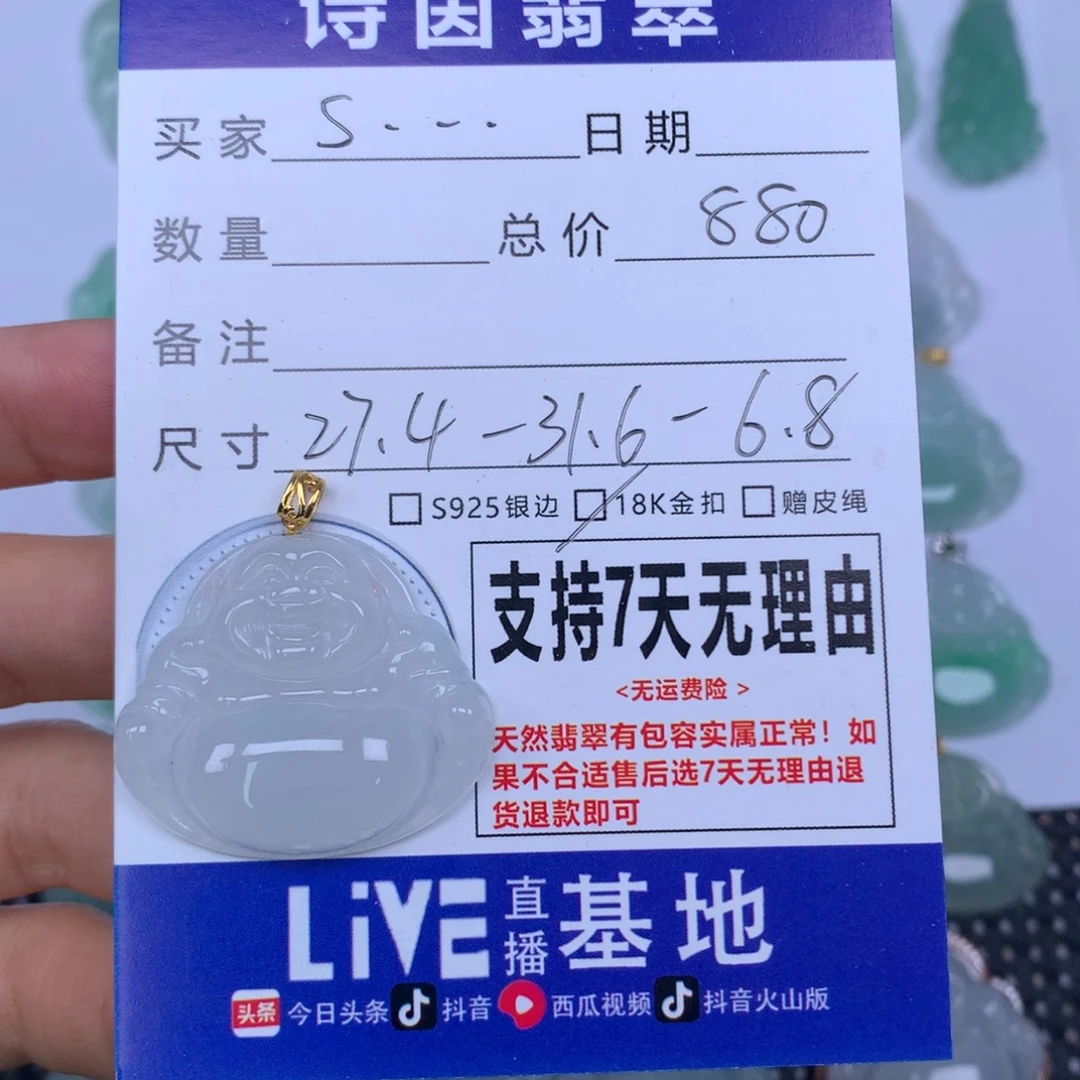 诗茵翡翠
买家 S···· 日期
数量 总价 880
备注
尺寸 27.4-31.6-6.8
□S925银边 □18K金扣 □赠皮绳
支持7天无理由
<无运费险>
天然翡翠有包容实属正常！如
果不合适售后选7天无理由退
货退款即可
LiVE直播基地
头条 今日头条 抖音 西瓜视频 抖音火山版